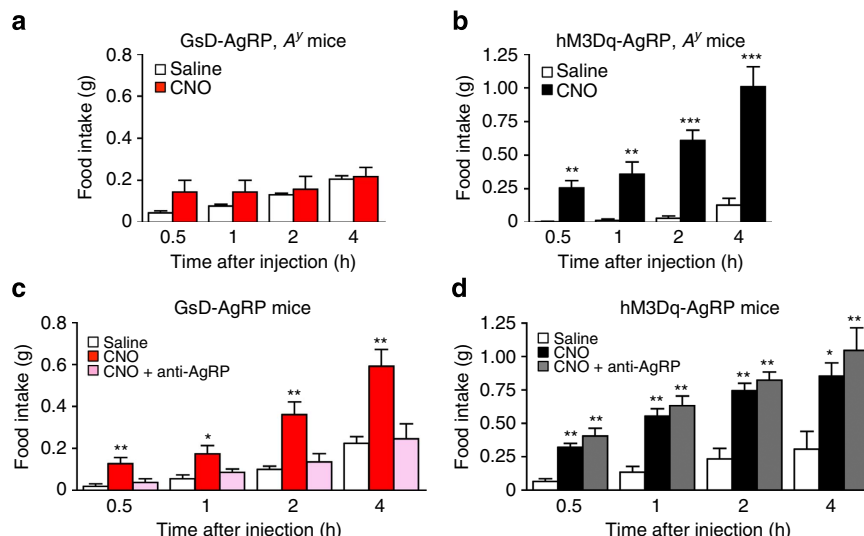 a
GsD-AgRP, Aʸ mice
Food intake (g)
0.8
0.6
0.4
0.2
0
Saline
CNO
0.5 1 2 4
Time after injection (h)
b
hM3Dq-AgRP, Aʸ mice
Food intake (g)
1.25
1.00
0.75
0.50
0.25
0
Saline
CNO
** ** *** ***
0.5 1 2 4
Time after injection (h)
c
GsD-AgRP mice
Food intake (g)
0.8
0.6
0.4
0.2
0
Saline
CNO
CNO + anti-AgRP
** * ** **
0.5 1 2 4
Time after injection (h)
d
hM3Dq-AgRP mice
Food intake (g)
1.25
1.00
0.75
0.50
0.25
0
Saline
CNO
CNO + anti-AgRP
** ** ** ** ** ** * **
0.5 1 2 4
Time after injection (h)